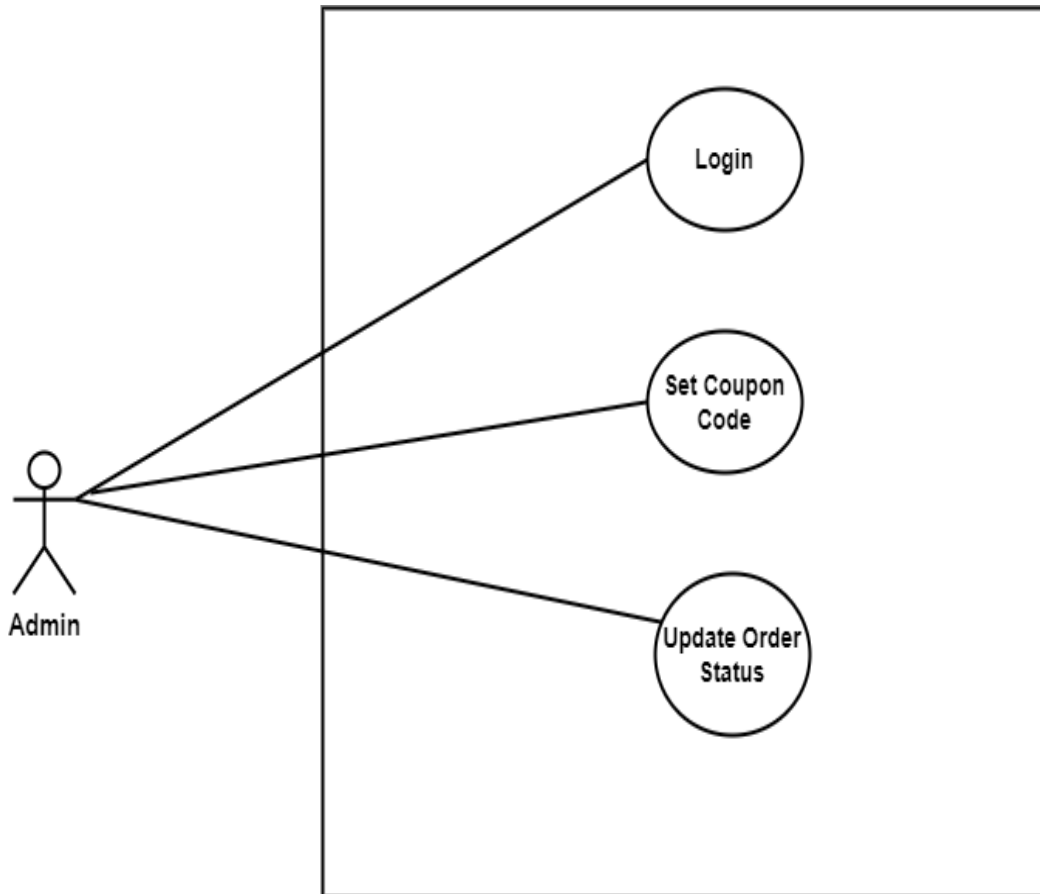 Login
Set Coupon
Code
Admin
Update Order
Status